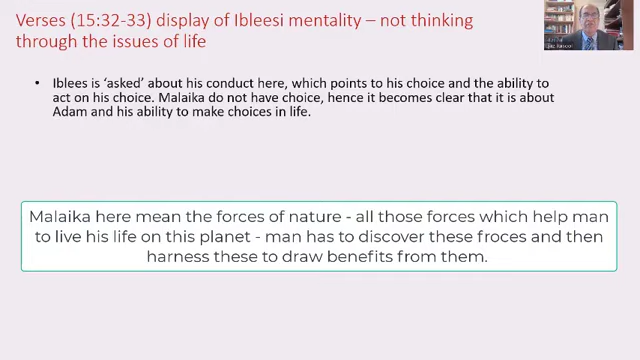 Verses (15:32-33) display of Ibleesi mentality – not thinking
through the issues of life
• Iblees is ‘asked’ about his conduct here, which points to his choice and the ability to
act on his choice. Malaika do not have choice, hence it becomes clear that it is about
Adam and his ability to make choices in life.
Malaika here mean the forces of nature - all those forces which help man
to live his life on this planet - man has to discover these froces and then
harness these to draw benefits from them.